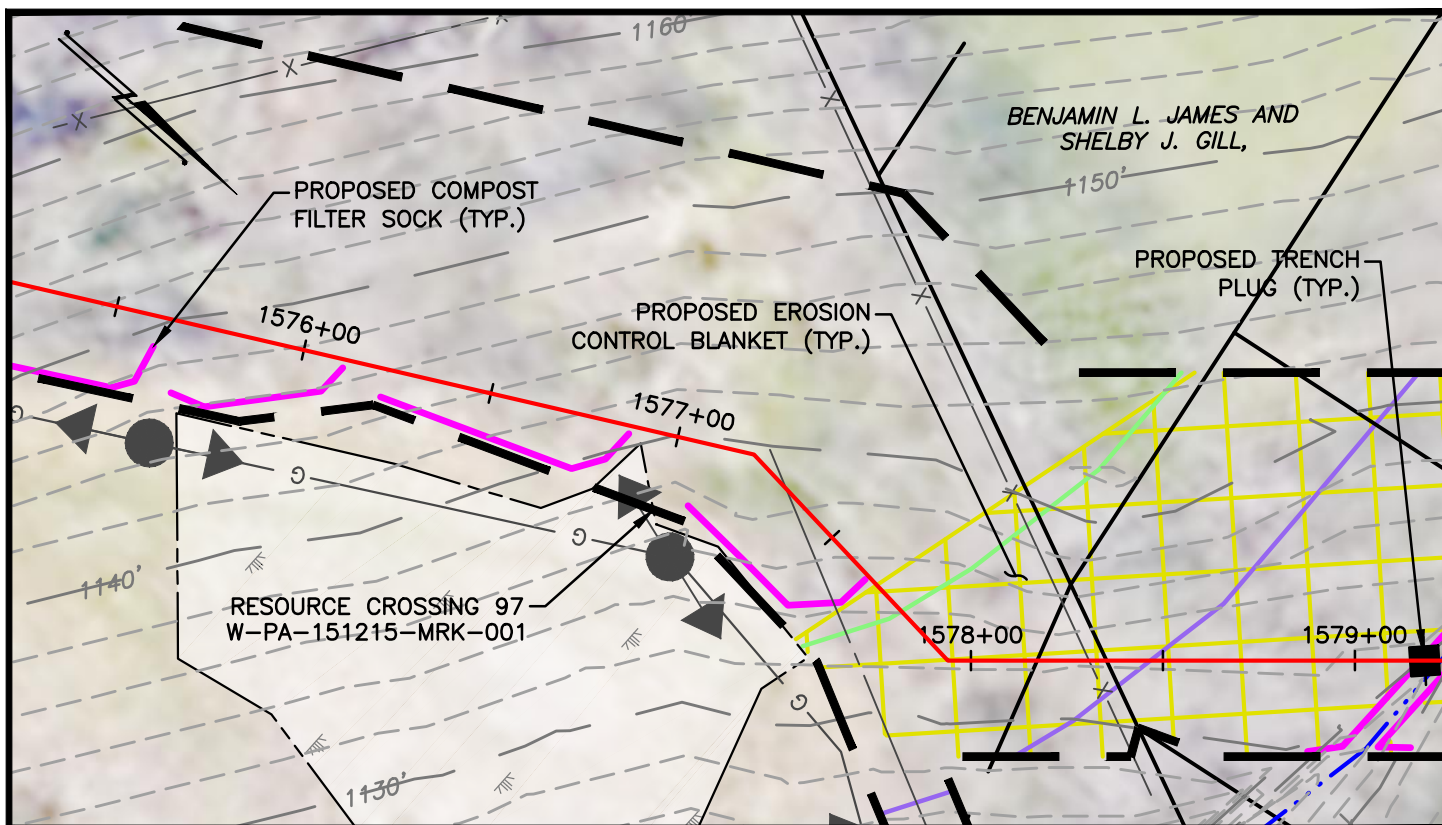 1160'
BENJAMIN L. JAMES AND
SHELBY J. GILL,
1150'
PROPOSED COMPOST
FILTER SOCK (TYP.)
PROPOSED TRENCH
PLUG (TYP.)
PROPOSED EROSION
CONTROL BLANKET (TYP.)
1576+00
1577+00
G
G
G
1140'
RESOURCE CROSSING 97
W-PA-151215-MRK-001
1578+00
1579+00
G
1130'